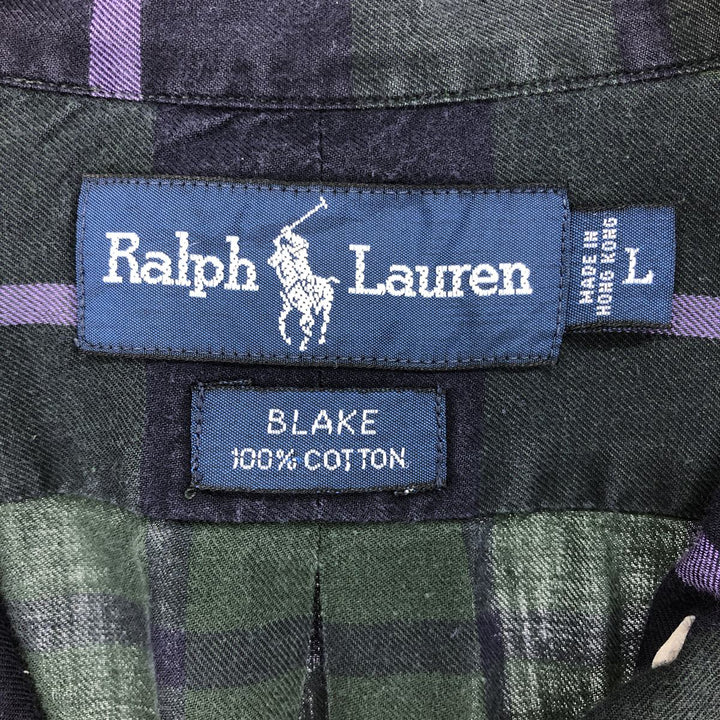 Ralph Lauren
MADE IN
HONG KONG
L
BLAKE
100% COTTON